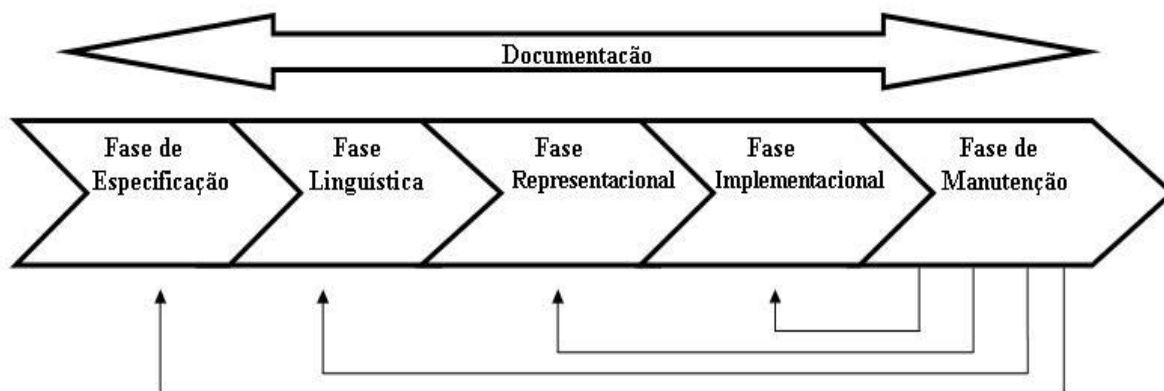 Documentacão
Fase de
Especificação
Fase
Linguística
Fase
Representacional
Fase
Implementacional
Fase de
Manutenção